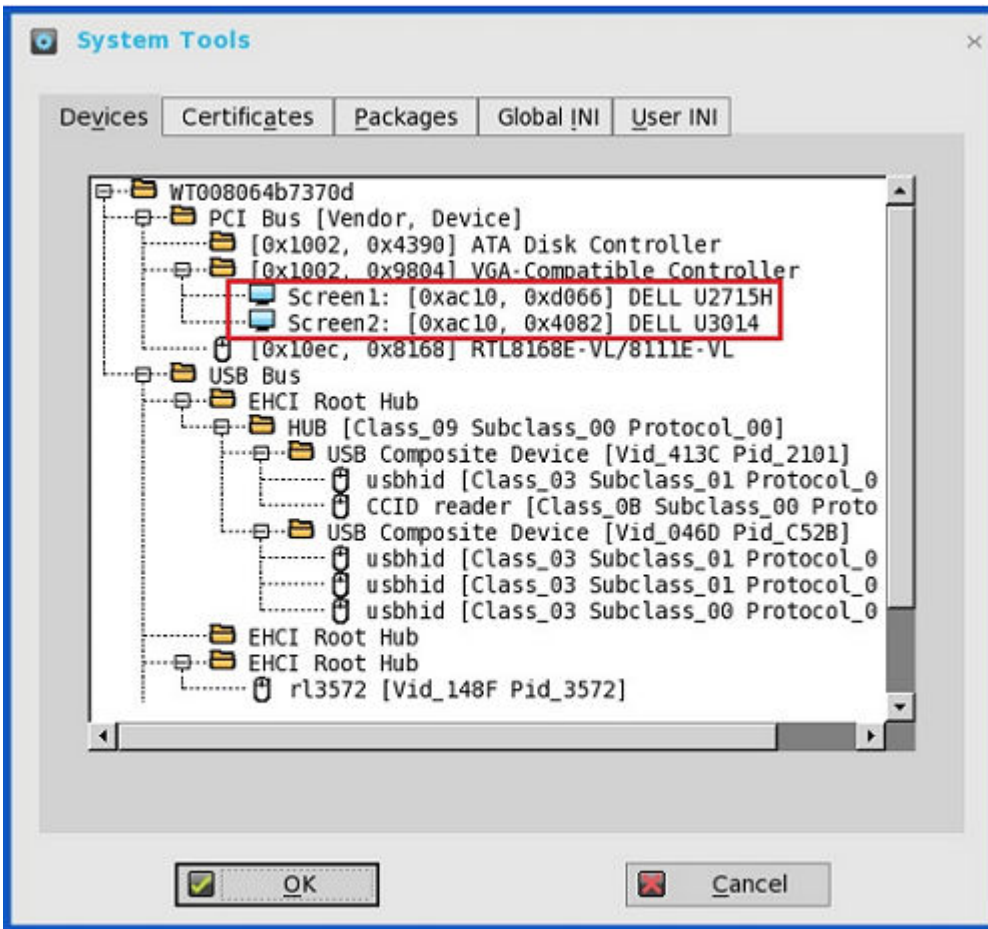 System Tools
Devices Certificates Packages Global INI User INI
WT008064b7370d
PCI Bus [Vendor, Device]
[0x1002, 0x4390] ATA Disk Controller
[0x1002, 0x9804] VGA-Compatible Controller
Screen1: [0xac10, 0xd066] DELL U2715H
Screen2: [0xac10, 0x4082] DELL U3014
[0x10ec, 0x8168] RTL8168E-VL/8111E-VL
USB Bus
EHCI Root Hub
HUB [Class_09 Subclass_00 Protocol_00]
USB Composite Device [Vid_413C Pid_2101]
usbhid [Class_03 Subclass_01 Protocol_0
CCID reader [Class_0B Subclass_00 Proto
USB Composite Device [Vid_046D Pid_C52B]
usbhid [Class_03 Subclass_01 Protocol_0
usbhid [Class_03 Subclass_01 Protocol_0
usbhid [Class_03 Subclass_00 Protocol_0
EHCI Root Hub
EHCI Root Hub
rl3572 [Vid_148F Pid_3572]
OK Cancel